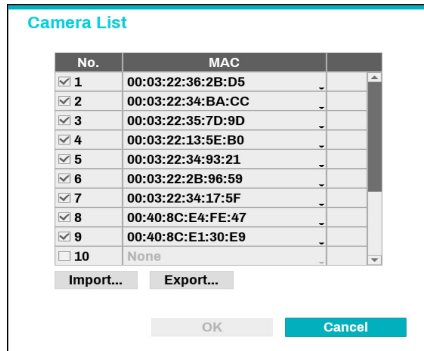 Camera List
No. MAC
1 00:03:22:36:2B:D5
2 00:03:22:34:BA:CC
3 00:03:22:35:7D:9D
4 00:03:22:13:5E:B0
5 00:03:22:34:93:21
6 00:03:22:2B:96:59
7 00:03:22:34:17:5F
8 00:40:8C:E4:FE:47
9 00:40:8C:E1:30:E9
10 None
Import... Export...
OK Cancel